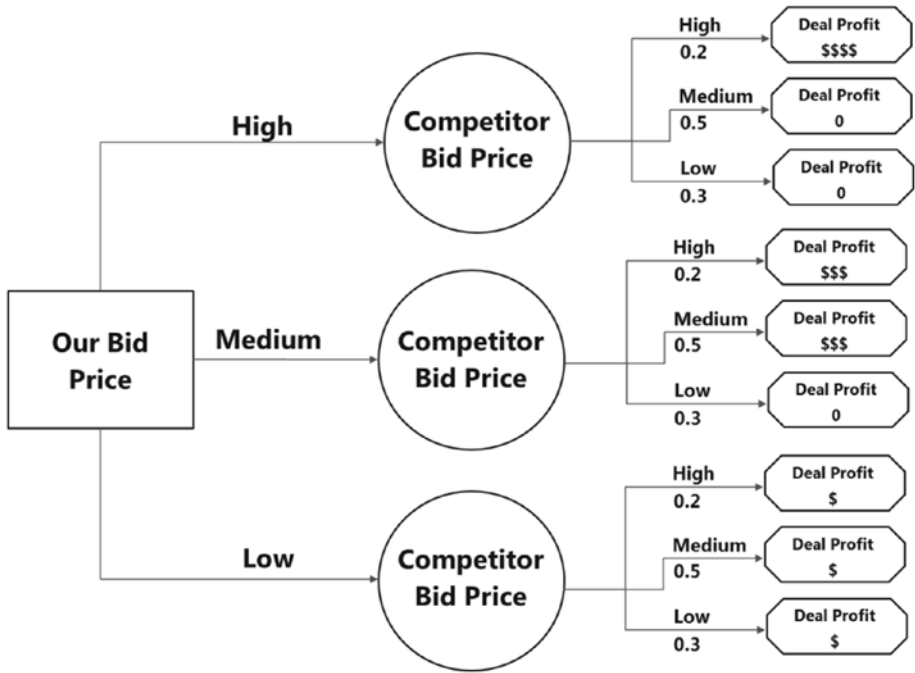 Our Bid
Price
High
Competitor
Bid Price
High
0.2
Deal Profit
$$$$
Medium
0.5
Deal Profit
0
Low
0.3
Deal Profit
0
Medium
Competitor
Bid Price
High
0.2
Deal Profit
$$$
Medium
0.5
Deal Profit
$$$
Low
0.3
Deal Profit
0
Low
Competitor
Bid Price
High
0.2
Deal Profit
$
Medium
0.5
Deal Profit
$
Low
0.3
Deal Profit
$